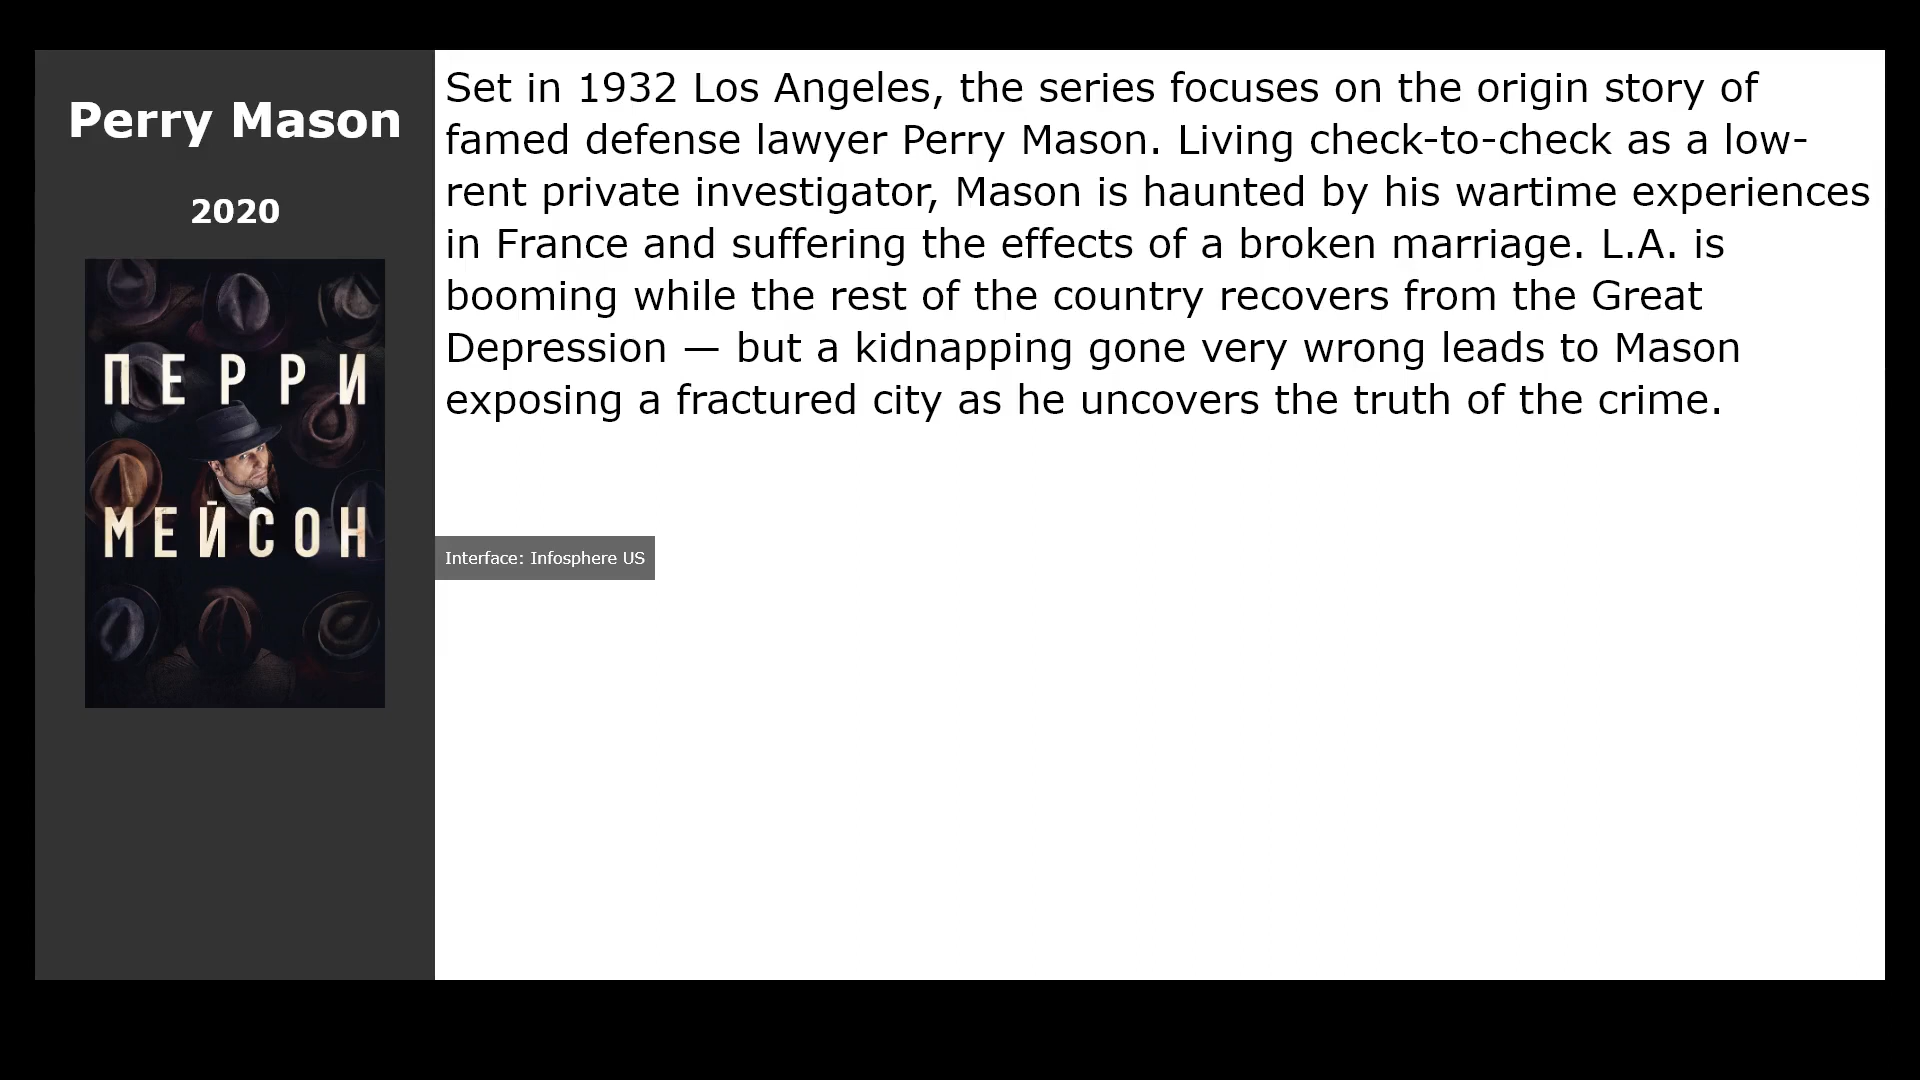 Perry Mason
2020
ПЕРРИ
МЕЙСОН
Set in 1932 Los Angeles, the series focuses on the origin story of
famed defense lawyer Perry Mason. Living check-to-check as a low-
rent private investigator, Mason is haunted by his wartime experiences
in France and suffering the effects of a broken marriage. L.A. is
booming while the rest of the country recovers from the Great
Depression — but a kidnapping gone very wrong leads to Mason
exposing a fractured city as he uncovers the truth of the crime.
Interface: Infosphere US